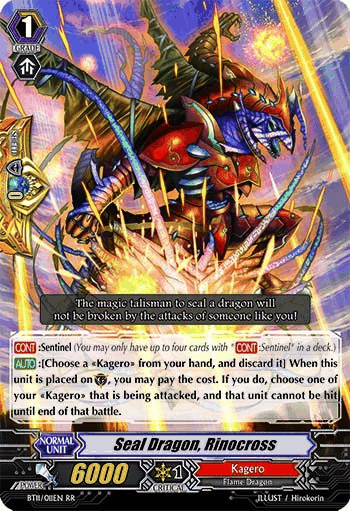 1
GRADE
SHIELD
0
The magic talisman to seal a dragon will
not be broken by the attacks of someone like you!
CONT :Sentinel (You may only have up to four cards with "CONT:Sentinel" in a deck.)
AUTO :[Choose a «Kagero» from your hand, and discard it] When this
unit is placed on GC, you may pay the cost. If you do, choose one of
your «Kagero» that is being attacked, and that unit cannot be hit
until end of that battle.
NORMAL
UNIT
Seal Dragon, Rinocross
POWER
6000
1
CRITICAL
Kagero
Flame Dragon
BT11/011EN RR
ILLUST / Hirokorin